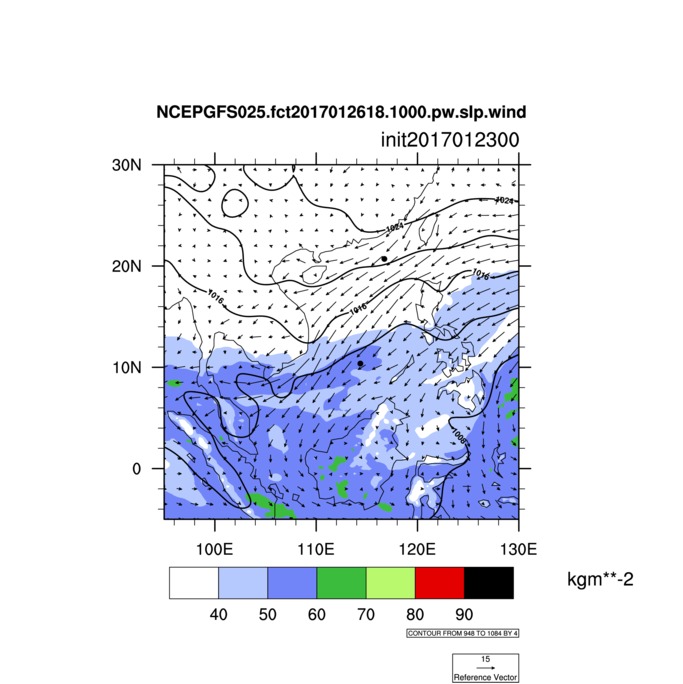 NCEPGFS025.fct2017012618.1000.pw.slp.wind
init2017012300
30N
1024
1024
20N
1016
1016
1016
10N
1008
0
100E 110E 120E 130E
kgm**-2
40 50 60 70 80 90
CONTOUR FROM 948 TO 1084 BY 4
15
Reference Vector